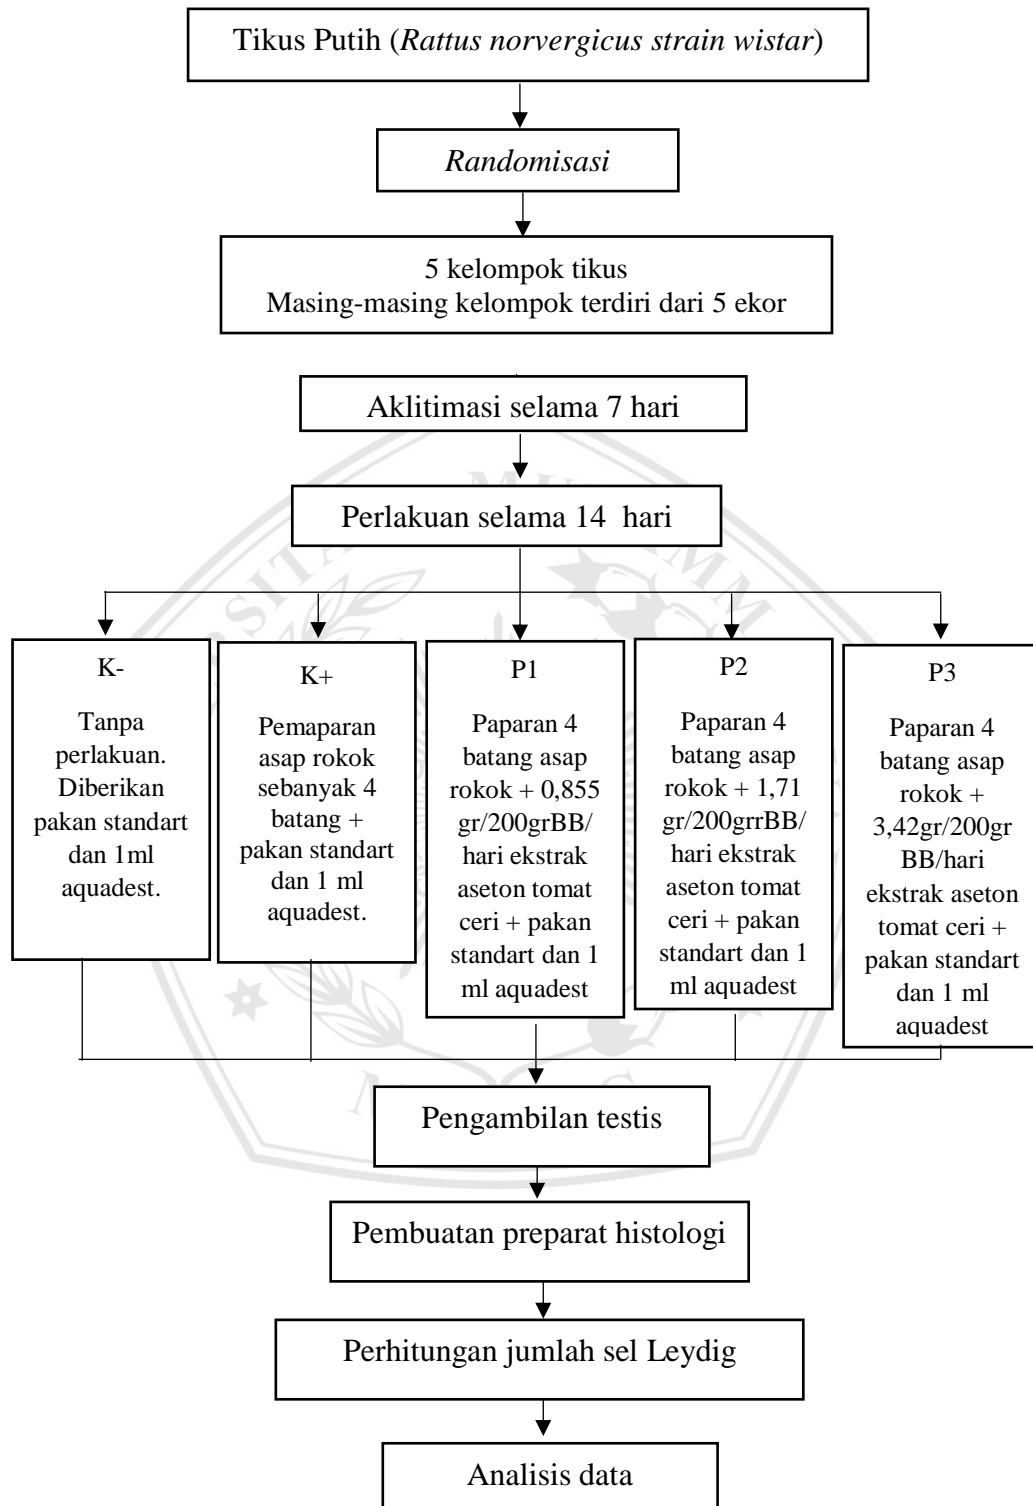 Tikus Putih (Rattus norvergicus strain wistar)
Randomisasi
5 kelompok tikus
Masing-masing kelompok terdiri dari 5 ekor
Aklitimasi selama 7 hari
Perlakuan selama 14 hari
K-
Tanpa
perlakuan.
Diberikan
pakan standart
dan 1ml
aquadest.
K+
Pemaparan
asap rokok
sebanyak 4
batang +
pakan standart
dan 1 ml
aquadest.
P1
Paparan 4
batang asap
rokok + 0,855
gr/200grBB/
hari ekstrak
aseton tomat
ceri + pakan
standart dan 1
ml aquadest
P2
Paparan 4
batang asap
rokok + 1,71
gr/200grrBB/
hari ekstrak
aseton tomat
ceri + pakan
standart dan 1
ml aquadest
P3
Paparan 4
batang asap
rokok +
3,42gr/200gr
BB/hari
ekstrak aseton
tomat ceri +
pakan standart
dan 1 ml
aquadest
Pengambilan testis
Pembuatan preparat histologi
Perhitungan jumlah sel Leydig
Analisis data